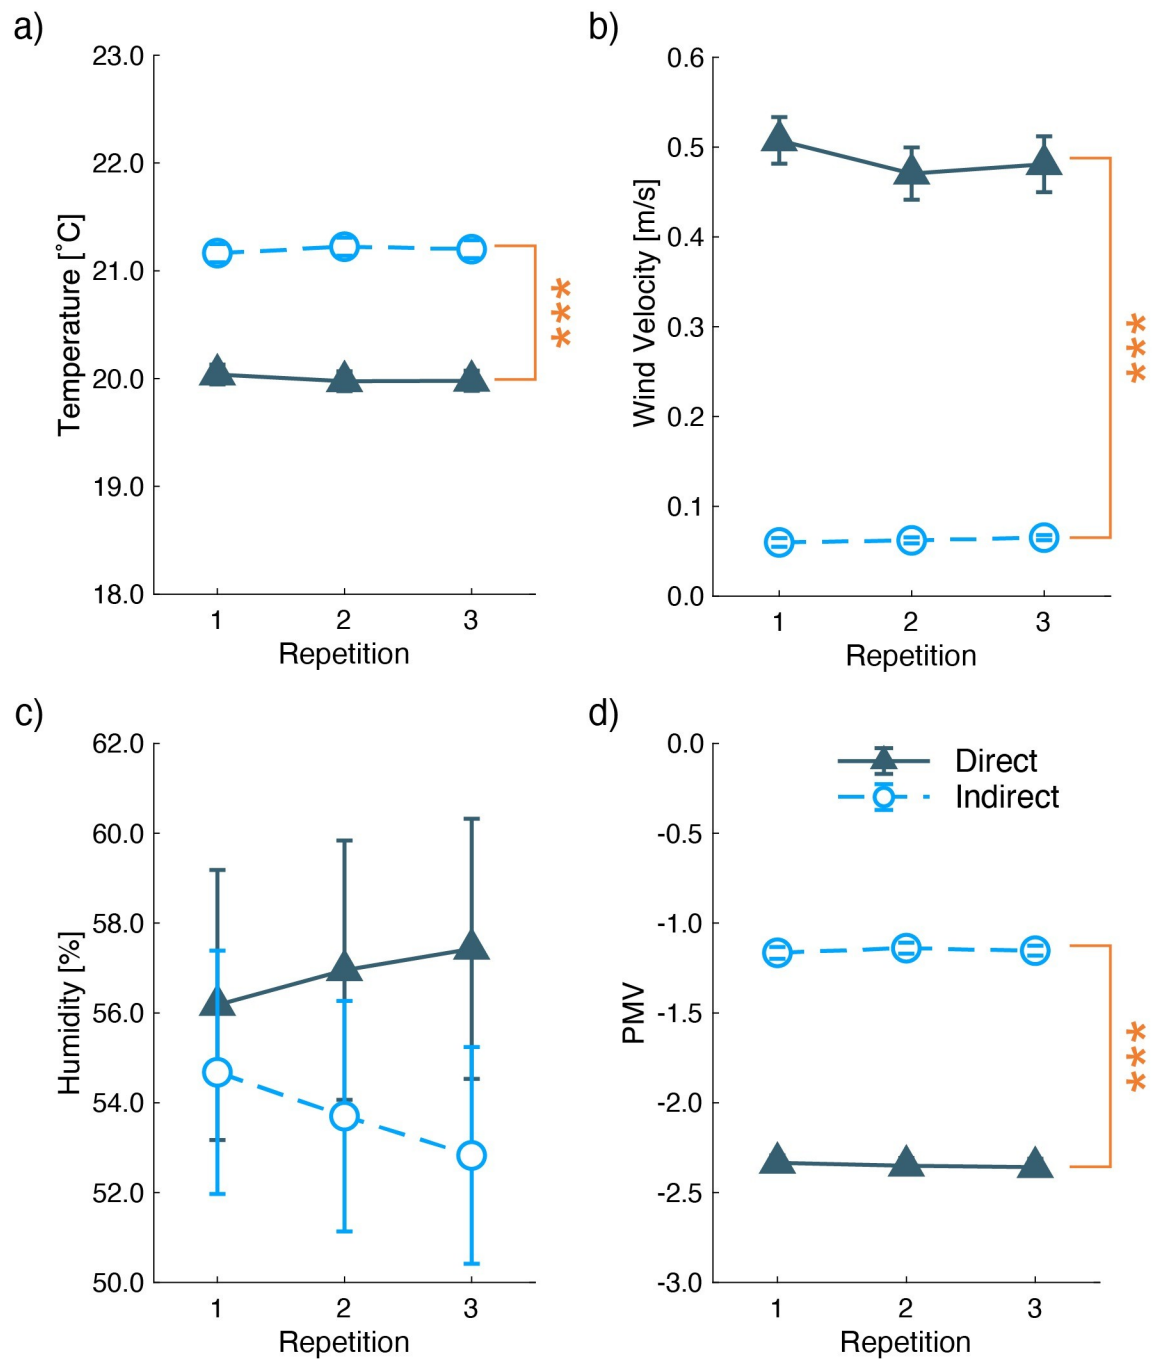 a)
23.0
22.0
21.0
20.0
19.0
18.0
Temperature [˚C]
1 2 3
Repetition
***
b)
0.6
0.5
0.4
0.3
0.2
0.1
0.0
Wind Velocity [m/s]
1 2 3
Repetition
***
c)
62.0
60.0
58.0
56.0
54.0
52.0
50.0
Humidity [%]
1 2 3
Repetition
d)
0.0
-0.5
-1.0
-1.5
-2.0
-2.5
-3.0
PMV
Direct
Indirect
1 2 3
Repetition
***